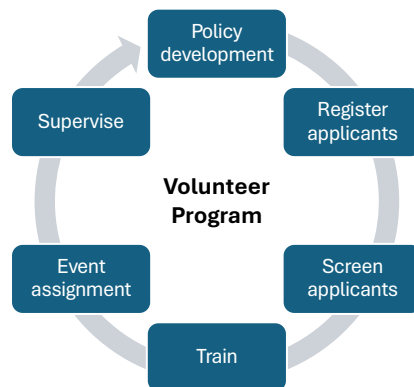 Policy
development
Register
applicants
Screen
applicants
Train
Event
assignment
Supervise
Volunteer
Program